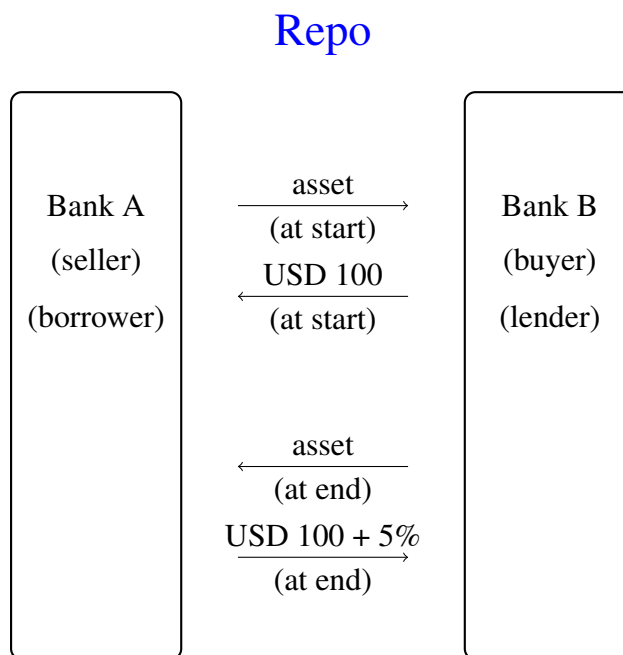 Repo
Bank A
(seller)
(borrower)
asset
(at start)
USD 100
(at start)
asset
(at end)
USD 100 + 5%
(at end)
Bank B
(buyer)
(lender)